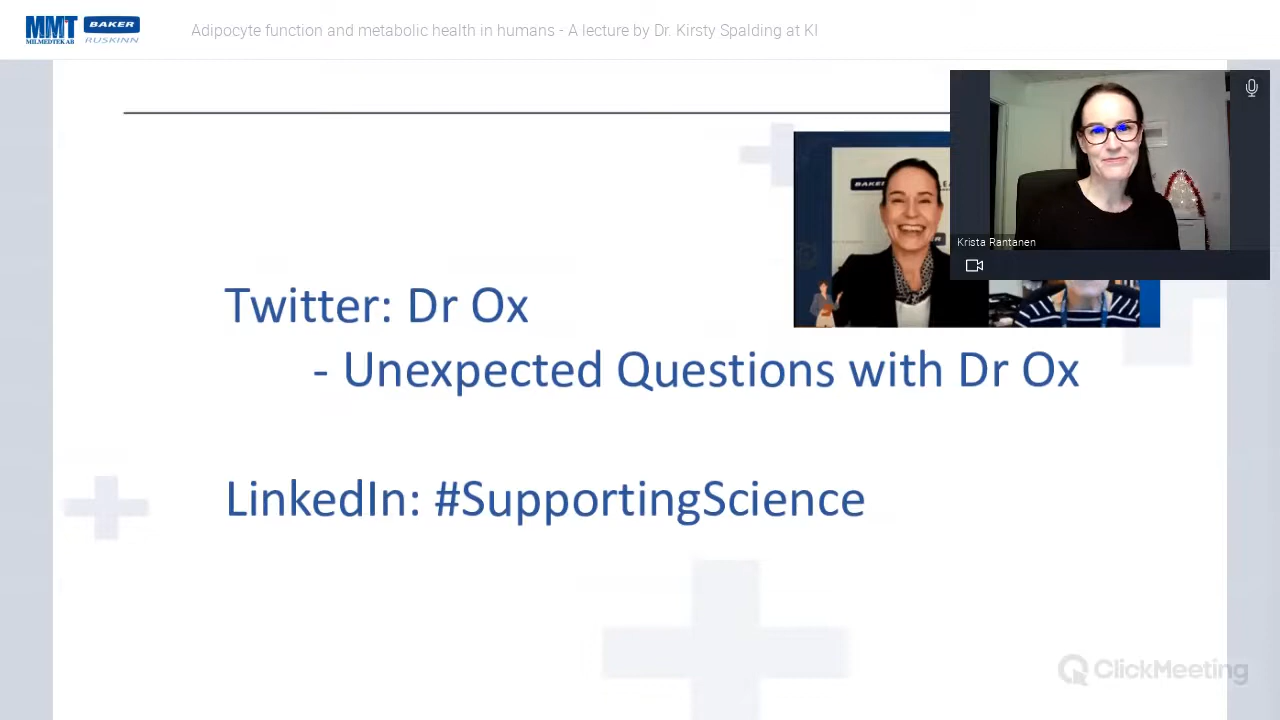 MMT
MILMEDTEK AB
BAKER
RUSKINN
Adipocyte function and metabolic health in humans - A lecture by Dr. Kirsty Spalding at KI
BAKER
Krista Rantanen
Twitter: Dr Ox
- Unexpected Questions with Dr Ox
LinkedIn: #SupportingScience
ClickMeeting